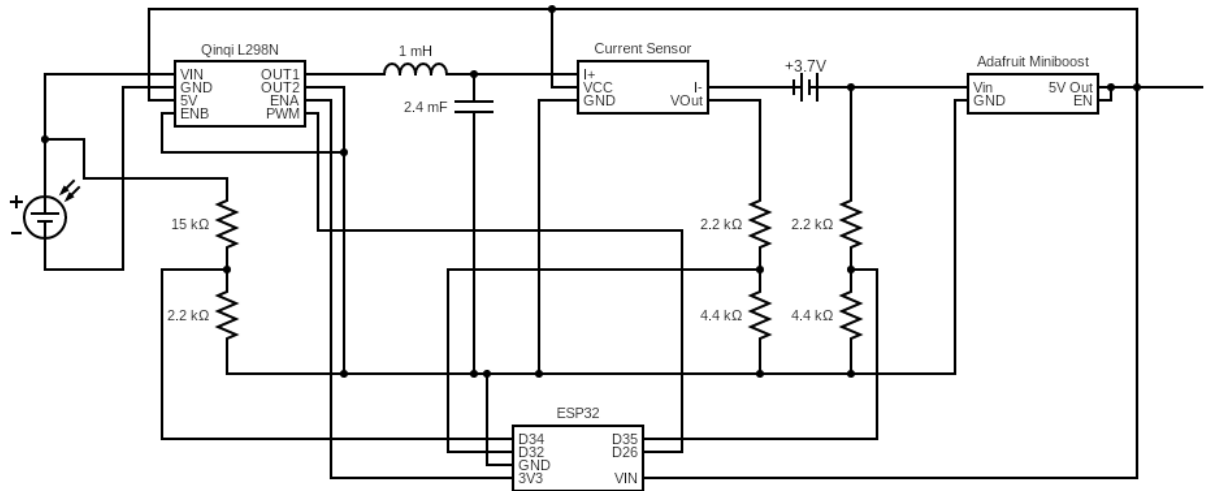 Qinqi L298N
VIN OUT1
GND OUT2
5V ENA
ENB PWM
1 mH
2.4 mF
Current Sensor
I+
VCC I-
GND VOut
+3.7V
Adafruit Miniboost
Vin 5V Out
GND EN
+
−
15 kΩ
2.2 kΩ
2.2 kΩ
2.2 kΩ
4.4 kΩ
4.4 kΩ
ESP32
D34 D35
D32 D26
GND
3V3 VIN